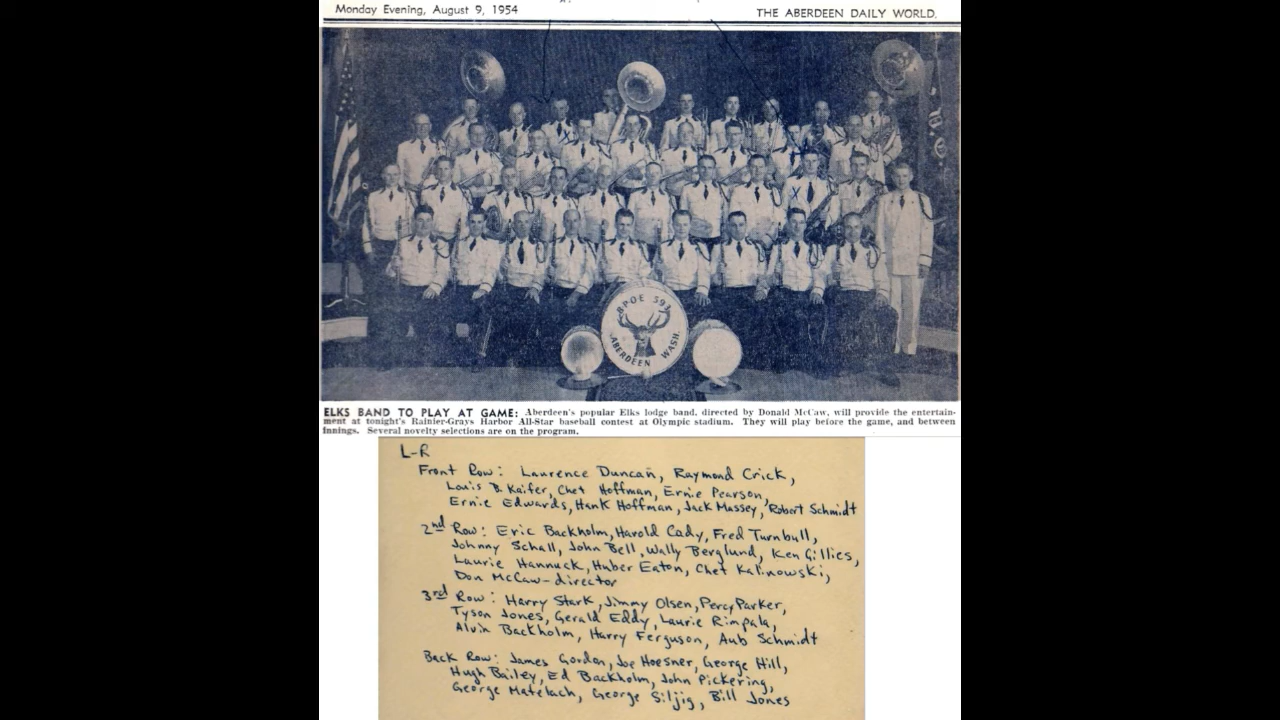 Monday Evening, August 9, 1954
THE ABERDEEN DAILY WORLD.
BPOE 593
ABERDEEN WASH.
ELKS BAND TO PLAY AT GAME: Aberdeen's popular Elks lodge band, directed by Donald McCaw, will provide the entertain-
ment at tonight's Rainier-Grays Harbor All-Star baseball contest at Olympic stadium. They will play before the game, and between
innings. Several novelty selections are on the program.
L-R
Front Row: Laurence Duncan, Raymond Crick,
Louis B. Kaifer, Chet Hoffman, Ernie Pearson,
Ernie Edwards, Hank Hoffman, Jack Massey, Robert Schmidt
2nd Row: Eric Backholm, Harold Cady, Fred Turnbull,
Johnny Schall, John Bell, Wally Berglund, Ken Gillies,
Laurie Hannuck, Huber Eaton, Chet Kalinowski,
Don McCaw-director
3rd Row: Harry Stark, Jimmy Olsen, Percy Parker,
Tyson Jones, Gerald Eddy, Laurie Rimpala,
Alvin Backholm, Harry Ferguson, Aub Schmidt
Back Row: James Gordon, Joe Hoesner, George Hill,
Hugh Bailey, Ed Backholm, John Pickering,
George Matelach, George Siljig, Bill Jones